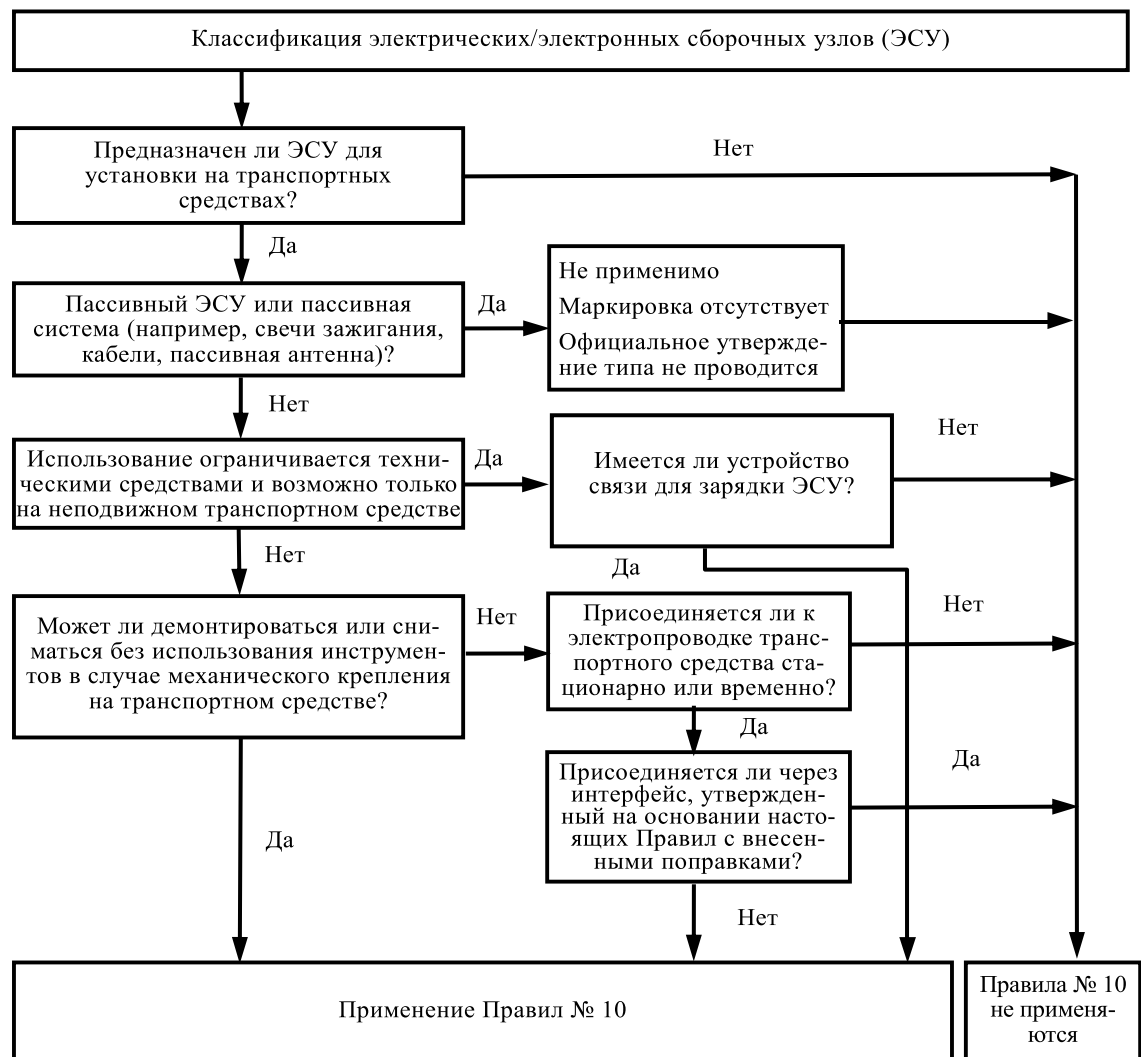 Классификация электрических/электронных сборочных узлов (ЭСУ)
Предназначен ли ЭСУ для
установки на транспортных
средствах?
Нет
Да
Пассивный ЭСУ или пассивная
система (например, свечи зажигания,
кабели, пассивная антенна)?
Да
Не применимо
Маркировка отсутствует
Официальное утвержде-
ние типа не проводится
Нет
Использование ограничивается техни-
ческими средствами и возможно только
на неподвижном транспортном средстве
Да
Имеется ли устройство
связи для зарядки ЭСУ?
Нет
Нет
Да
Может ли демонтироваться или сни-
маться без использования инструмен-
тов в случае механического крепления
на транспортном средстве?
Нет
Присоединяется ли к
электропроводке транс-
портного средства ста-
ционарно или временно?
Нет
Да
Присоединяется ли через
интерфейс, утвержден-
ный на основании насто-
ящих Правил с внесен-
ными поправками?
Да
Да
Нет
Применение Правил № 10
Правила № 10
не применя-
ются